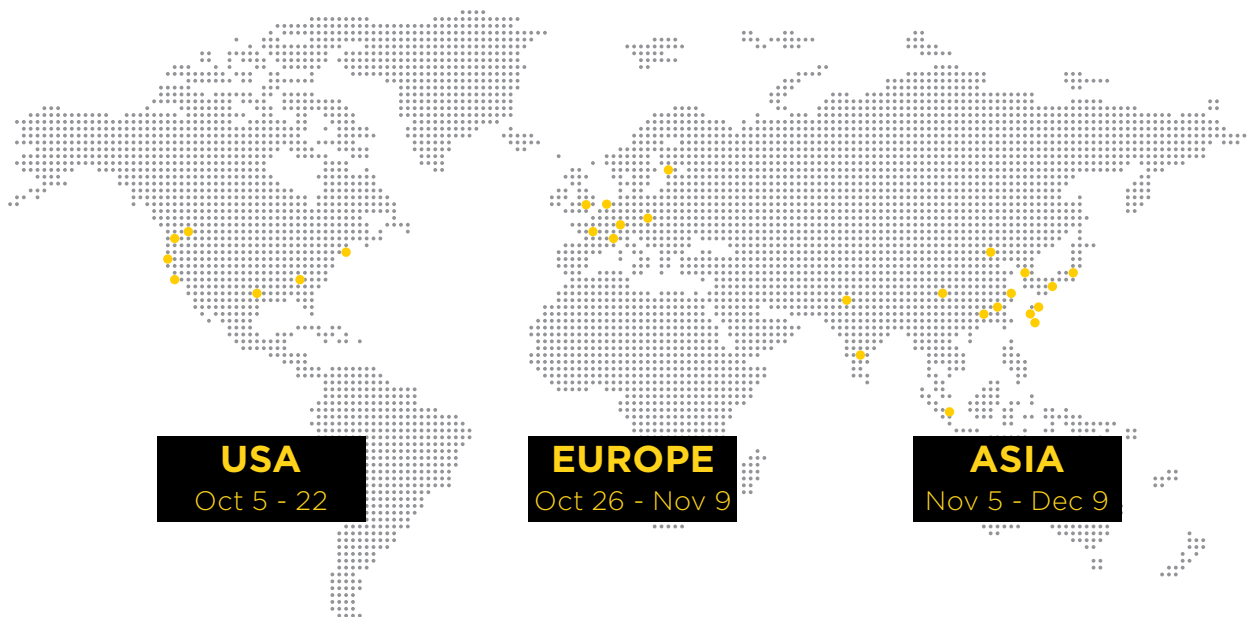 USA
Oct 5 - 22
EUROPE
Oct 26 - Nov 9
ASIA
Nov 5 - Dec 9